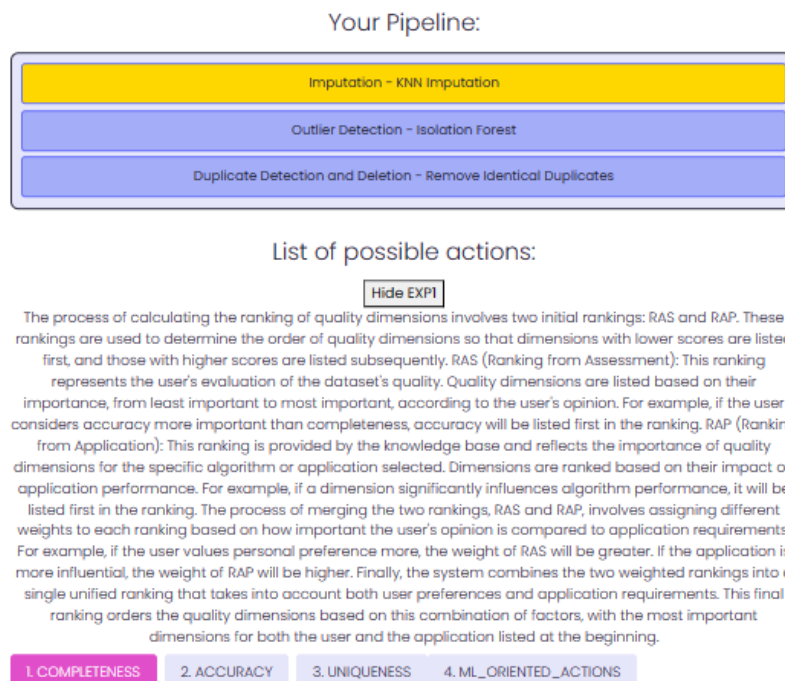 Your Pipeline:
Imputation - KNN Imputation
Outlier Detection - Isolation Forest
Duplicate Detection and Deletion - Remove Identical Duplicates
List of possible actions:
Hide EXP1
The process of calculating the ranking of quality dimensions involves two initial rankings: RAS and RAP. These
rankings are used to determine the order of quality dimensions so that dimensions with lower scores are
first, and those with higher scores are listed subsequently. RAS (Ranking from Assessment): This ranking
represents the user's evaluation of the dataset's quality. Quality dimensions are listed based on their
importance, from least important to most important, according to the user's opinion. For example, if the user
considers accuracy more important than completeness, accuracy will be listed first in the ranking. RAP
from Application): This ranking is provided by the knowledge base and reflects the importance of quality
dimensions for the specific algorithm or application selected. Dimensions are ranked based on their impact
application performance. For example, if a dimension significantly influences algorithm performance, it will
listed first in the ranking. The process of merging the two rankings, RAS and RAP, involves assigning different
weights to each ranking based on how important the user's opinion is compared to application requirements
For example, if the user values personal preference more, the weight of RAS will be greater. If the application
more influential, the weight of RAP will be higher. Finally, the system combines the two weighted rankings into
single unified ranking that takes into account both user preferences and application requirements. This final
ranking orders the quality dimensions based on this combination of factors, with the most important
dimensions for both the user and the application listed at the beginning.
1. COMPLETENESS 2. ACCURACY 3. UNIQUENESS 4. ML_ORIENTED_ACTIONS